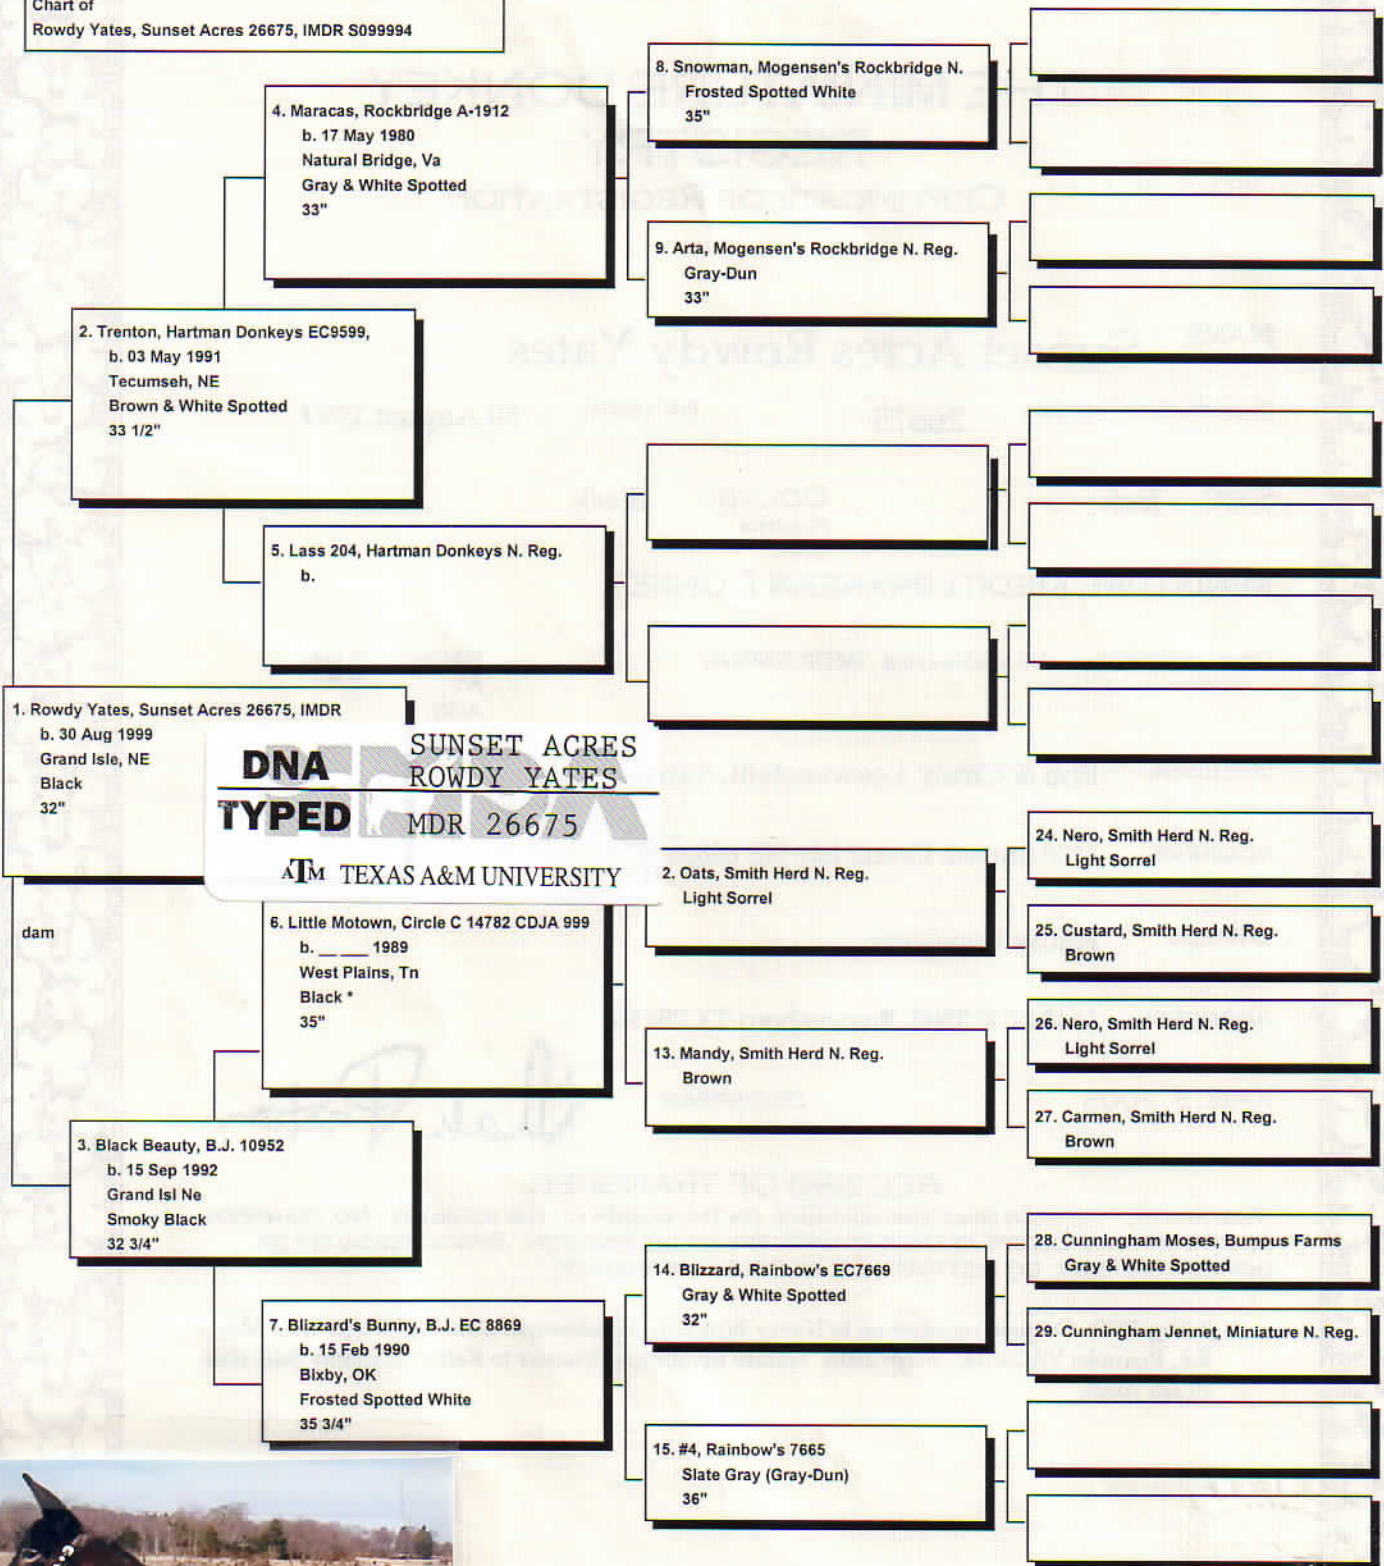 Chart of
Rowdy Yates, Sunset Acres 26675, IMDR S099994
8. Snowman, Mogensen's Rockbridge N.
Frosted Spotted White
35"
4. Maracas, Rockbridge A-1912
b. 17 May 1980
Natural Bridge, Va
Gray & White Spotted
33"
9. Arta, Mogensen's Rockbridge N. Reg.
Gray-Dun
33"
2. Trenton, Hartman Donkeys EC9599,
b. 03 May 1991
Tecumseh, NE
Brown & White Spotted
33 1/2"
5. Lass 204, Hartman Donkeys N. Reg.
b.
1. Rowdy Yates, Sunset Acres 26675, IMDR
b. 30 Aug 1999
Grand Isle, NE
Black
32"
DNA
TYPED
SUNSET ACRES
ROWDY YATES
MDR 26675
ATM TEXAS A&M UNIVERSITY
dam
2. Oats, Smith Herd N. Reg.
Light Sorrel
24. Nero, Smith Herd N. Reg.
Light Sorrel
25. Custard, Smith Herd N. Reg.
Brown
6. Little Motown, Circle C 14782 CDJA 999
b. __ ___ 1989
West Plains, Tn
Black *
35"
13. Mandy, Smith Herd N. Reg.
Brown
26. Nero, Smith Herd N. Reg.
Light Sorrel
27. Carmen, Smith Herd N. Reg.
Brown
3. Black Beauty, B.J. 10952
b. 15 Sep 1992
Grand Isl Ne
Smoky Black
32 3/4"
14. Blizzard, Rainbow's EC7669
Gray & White Spotted
32"
28. Cunningham Moses, Bumpus Farms
Gray & White Spotted
29. Cunningham Jennet, Miniature N. Reg.
7. Blizzard's Bunny, B.J. EC 8869
b. 15 Feb 1990
Bixby, OK
Frosted Spotted White
35 3/4"
15. #4, Rainbow's 7665
Slate Gray (Gray-Dun)
36"